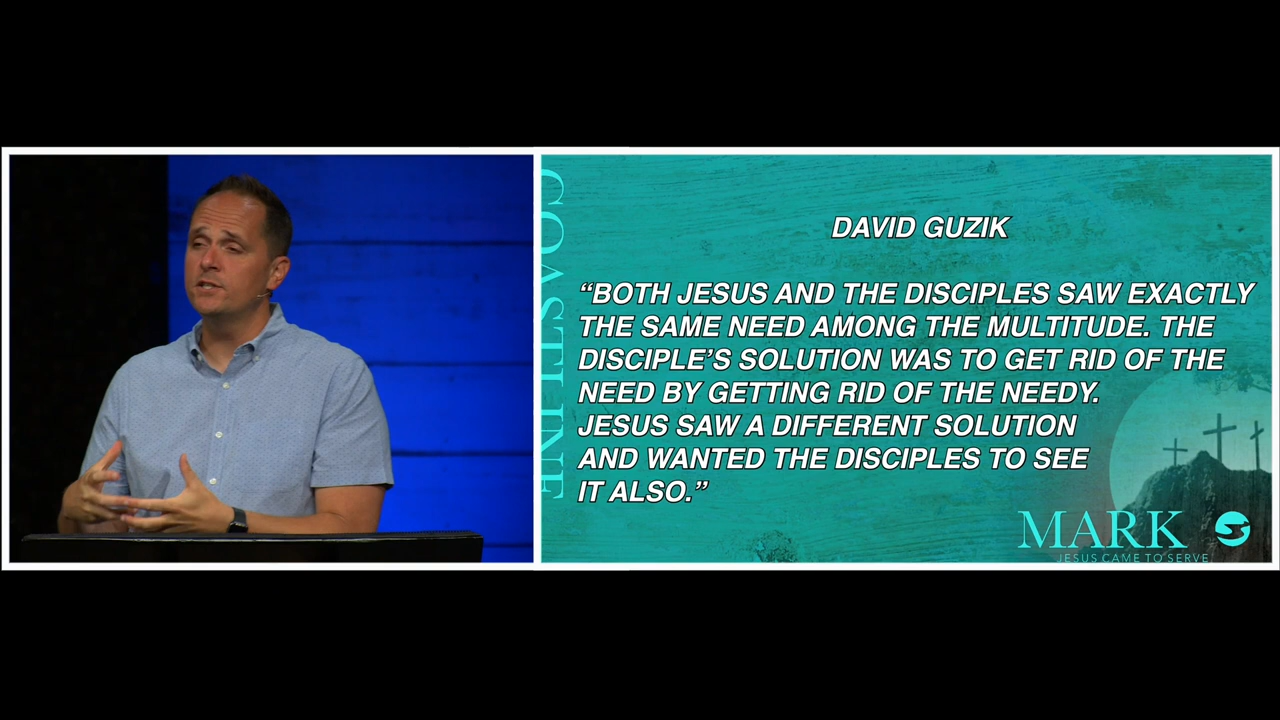 COASTLINE
DAVID GUZIK
“BOTH JESUS AND THE DISCIPLES SAW EXACTLY
THE SAME NEED AMONG THE MULTITUDE. THE
DISCIPLE’S SOLUTION WAS TO GET RID OF THE
NEED BY GETTING RID OF THE NEEDY.
JESUS SAW A DIFFERENT SOLUTION
AND WANTED THE DISCIPLES TO SEE
IT ALSO.”
MARK
JESUS CAME TO SERVE